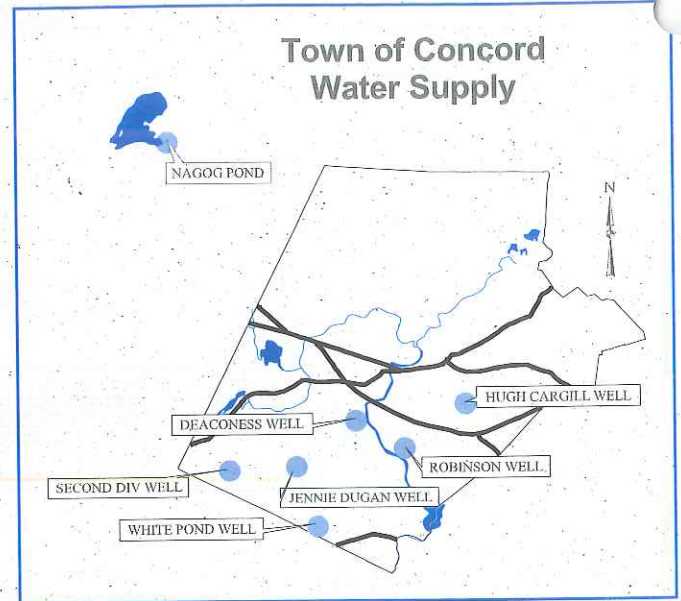 Town of Concord
Water Supply
NAGOG POND
N
HUGH CARGILL WELL
DEACONESS WELL
ROBINSON WELL
SECOND DIV WELL
JENNIE DUGAN WELL
WHITE POND WELL